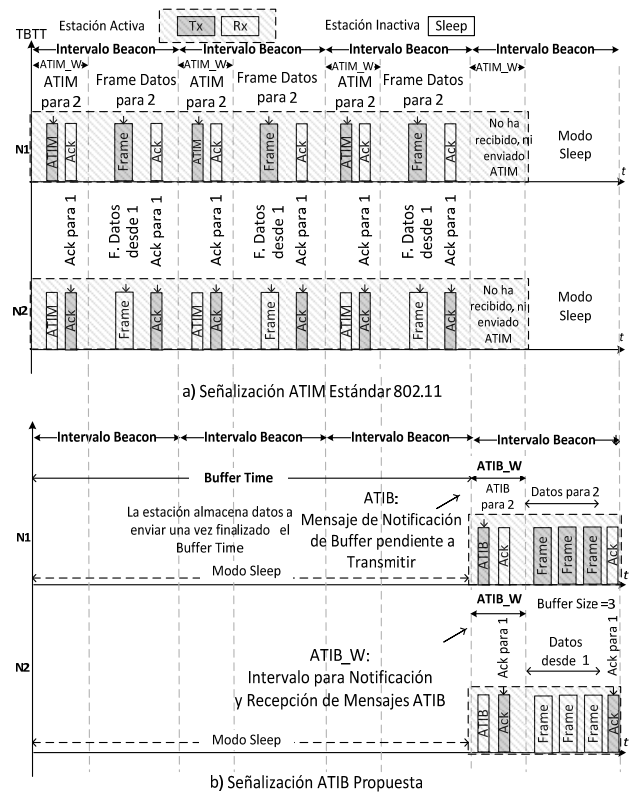 Estación Activa Tx Rx Estación Inactiva Sleep
TBTT
Intervalo Beacon Intervalo Beacon Intervalo Beacon Intervalo Beacon
ATIM_W ATIM_W ATIM_W ATIM_W
ATIM Frame Datos ATIM Frame Datos ATIM Frame Datos
para 2 para 2 para 2 para 2 para 2 para 2
N1
ATIM Ack Frame Ack ATIM Ack Frame Ack ATIM Ack Frame Ack
No ha
recibido, ni
enviado
ATIM
Modo
Sleep
t
Ack para 1
F. Datos
desde 1
Ack para 1
Ack para 1
F. Datos
desde 1
Ack para 1
Ack para 1
F. Datos
desde 1
Ack para 1
N2
ATIM Ack Frame Ack ATIM Ack Frame Ack ATIM Ack Frame Ack
No ha
recibido, ni
enviado
ATIM
Modo
Sleep
t
a) Señalización ATIM Estándar 802.11
Intervalo Beacon Intervalo Beacon Intervalo Beacon Intervalo Beacon
Buffer Time
ATIB_W
N1
La estación almacena datos a
enviar una vez finalizado el
Buffer Time
ATIB:
Mensaje de Notificación
de Buffer pendiente a
Transmitir
ATIB
para 2
Datos para 2
ATIB Ack Frame Frame Frame Ack
Modo Sleep
t
ATIB_W
Buffer Size =3
N2
ATIB_W:
Intervalo para Notificación
y Recepción de Mensajes ATIB
Ack para 1
Datos
desde 1
Ack para 1
ATIB Ack Frame Frame Frame Ack
Modo Sleep
t
b) Señalización ATIB Propuesta